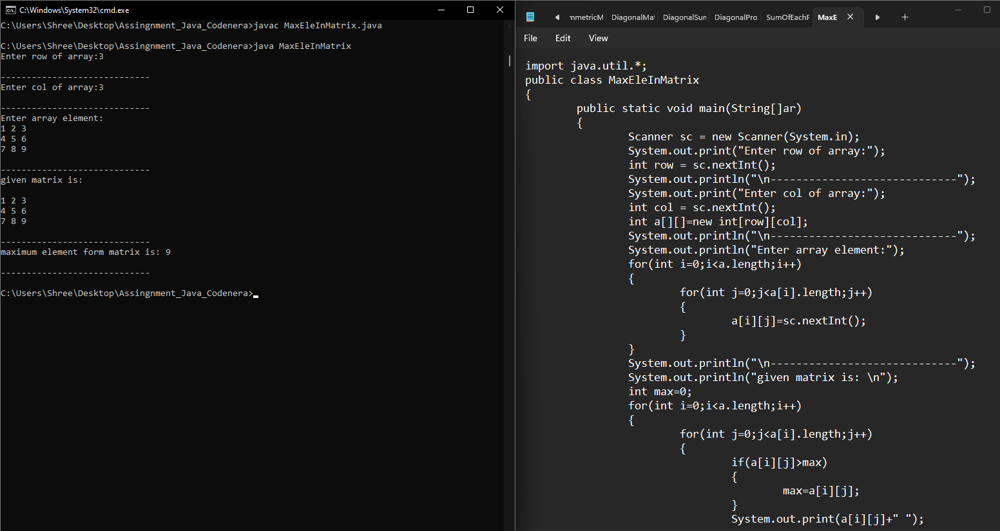 C:\Windows\System32\cmd.exe
C:\Users\Shree\Desktop\Assingnment_Java_Codenera>javac MaxEleInMatrix.java
C:\Users\Shree\Desktop\Assingnment_Java_Codenera>java MaxEleInMatrix
Enter row of array:3
-----------------------------
Enter col of array:3
-----------------------------
Enter array element:
1 2 3
4 5 6
7 8 9
-----------------------------
given matrix is:
1 2 3
4 5 6
7 8 9
-----------------------------
maximum element form matrix is: 9
-----------------------------
C:\Users\Shree\Desktop\Assingnment_Java_Codenera>
mmetricM DiagonalMat DiagonalSun DiagonalPro SumOfEachF MaxE
File Edit View
import java.util.*;
public class MaxEleInMatrix
{
public static void main(String[]ar)
{
Scanner sc = new Scanner(System.in);
System.out.print("Enter row of array:");
int row = sc.nextInt();
System.out.println("\n-----------------------------");
System.out.print("Enter col of array:");
int col = sc.nextInt();
int a[][]=new int[row][col];
System.out.println("\n-----------------------------");
System.out.println("Enter array element:");
for(int i=0;i<a.length;i++)
{
for(int j=0;j<a[i].length;j++)
{
a[i][j]=sc.nextInt();
}
}
System.out.println("\n-----------------------------");
System.out.println("given matrix is: \n");
int max=0;
for(int i=0;i<a.length;i++)
{
for(int j=0;j<a[i].length;j++)
{
if(a[i][j]>max)
{
max=a[i][j];
}
System.out.print(a[i][j]+" ");